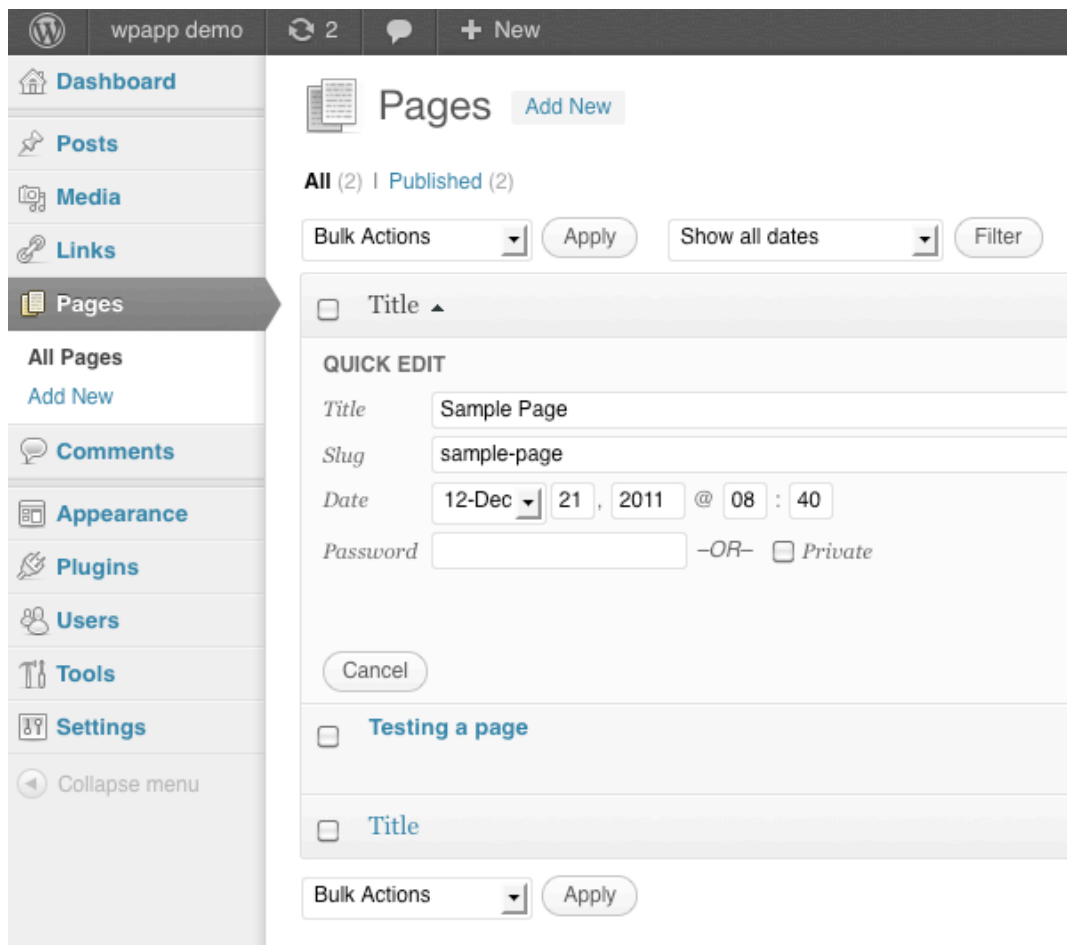 wpapp demo 2 New
Dashboard
Posts
Media
Links
Pages
All Pages
Add New
Comments
Appearance
Plugins
Users
Tools
Settings
Collapse menu
Pages Add New
All (2) | Published (2)
Bulk Actions Apply Show all dates Filter
Title
QUICK EDIT
Title Sample Page
Slug sample-page
Date 12-Dec 21 , 2011 @ 08 : 40
Password –OR– Private
Cancel
Testing a page
Title
Bulk Actions Apply